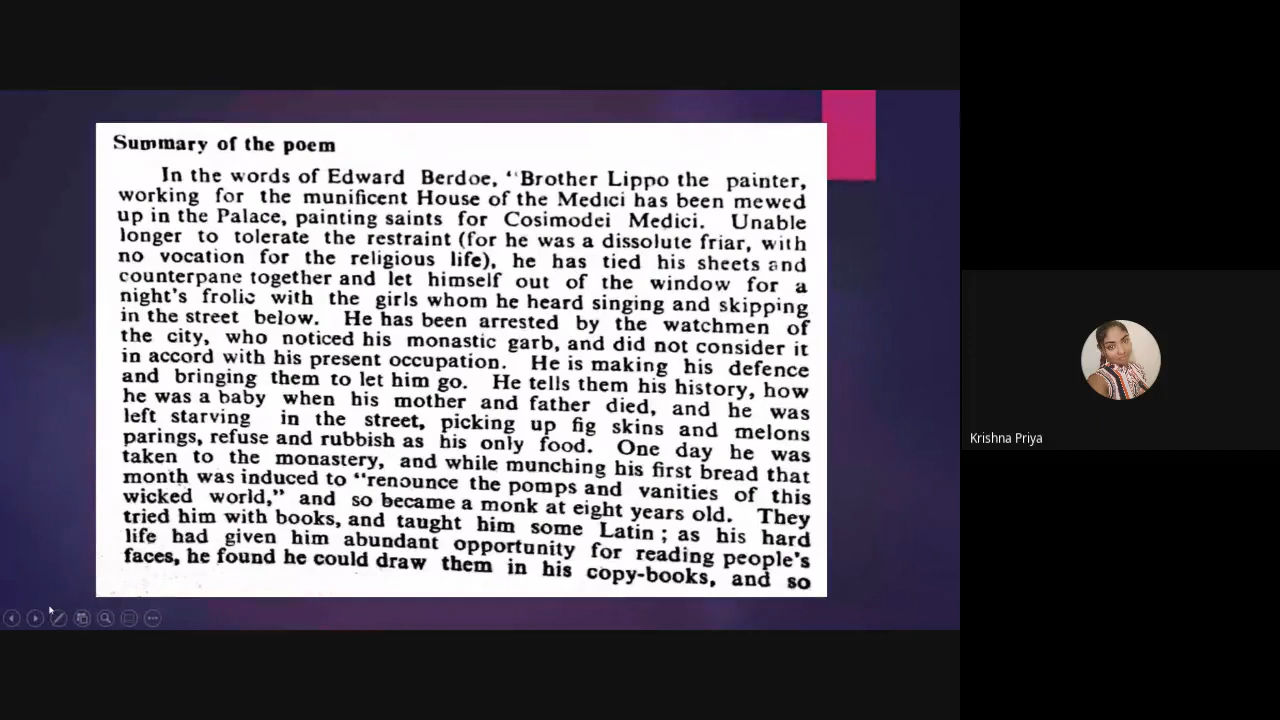 Summary of the poem
In the words of Edward Berdoe, "Brother Lippo the painter,
working for the munificent House of the Medici has been mewed
up in the Palace, painting saints for Cosimodei Medici. Unable
longer to tolerate the restraint (for he was a dissolute friar, with
no vocation for the religious life), he has tied his sheets and
counterpane together and let himself out of the window for a
night's frolic with the girls whom he heard singing and skipping
in the street below. He has been arrested by the watchmen of
the city, who noticed his monastic garb, and did not consider it
in accord with his present occupation. He is making his defence
and bringing them to let him go. He tells them his history, how
he was a baby when his mother and father died, and he was
left starving in the street, picking up fig skins and melons
parings, refuse and rubbish as his only food. One day he was
taken to the monastery, and while munching his first bread that
month was induced to "renounce the pomps and vanities of this
wicked world," and so became a monk at eight years old. They
tried him with books, and taught him some Latin ; as his hard
life had given him abundant opportunity for reading people's
faces, he found he could draw them in his copy-books, and so
Krishna Priya